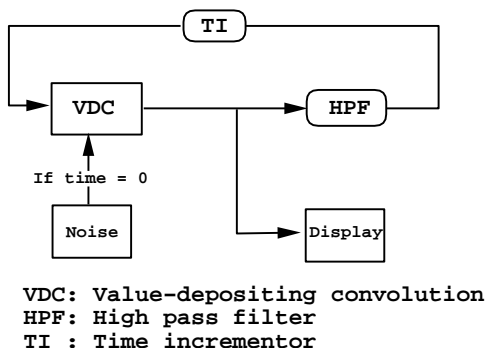 TI
VDC
HPF
If time = 0
Noise
Display
VDC: Value-depositing convolution
HPF: High pass filter
TI : Time incrementor